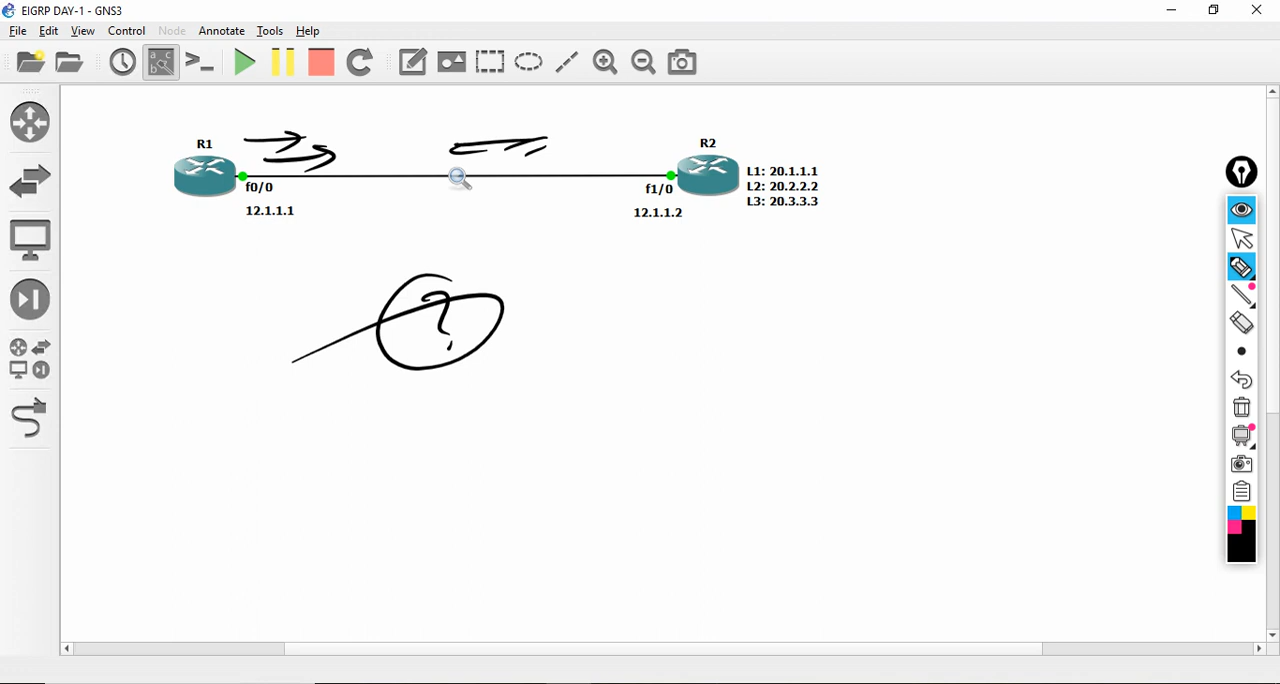 EIGRP DAY-1 - GNS3
File Edit View Control Node Annotate Tools Help
R1
f0/0
12.1.1.1
R2
f1/0
12.1.1.2
L1: 20.1.1.1
L2: 20.2.2.2
L3: 20.3.3.3
?